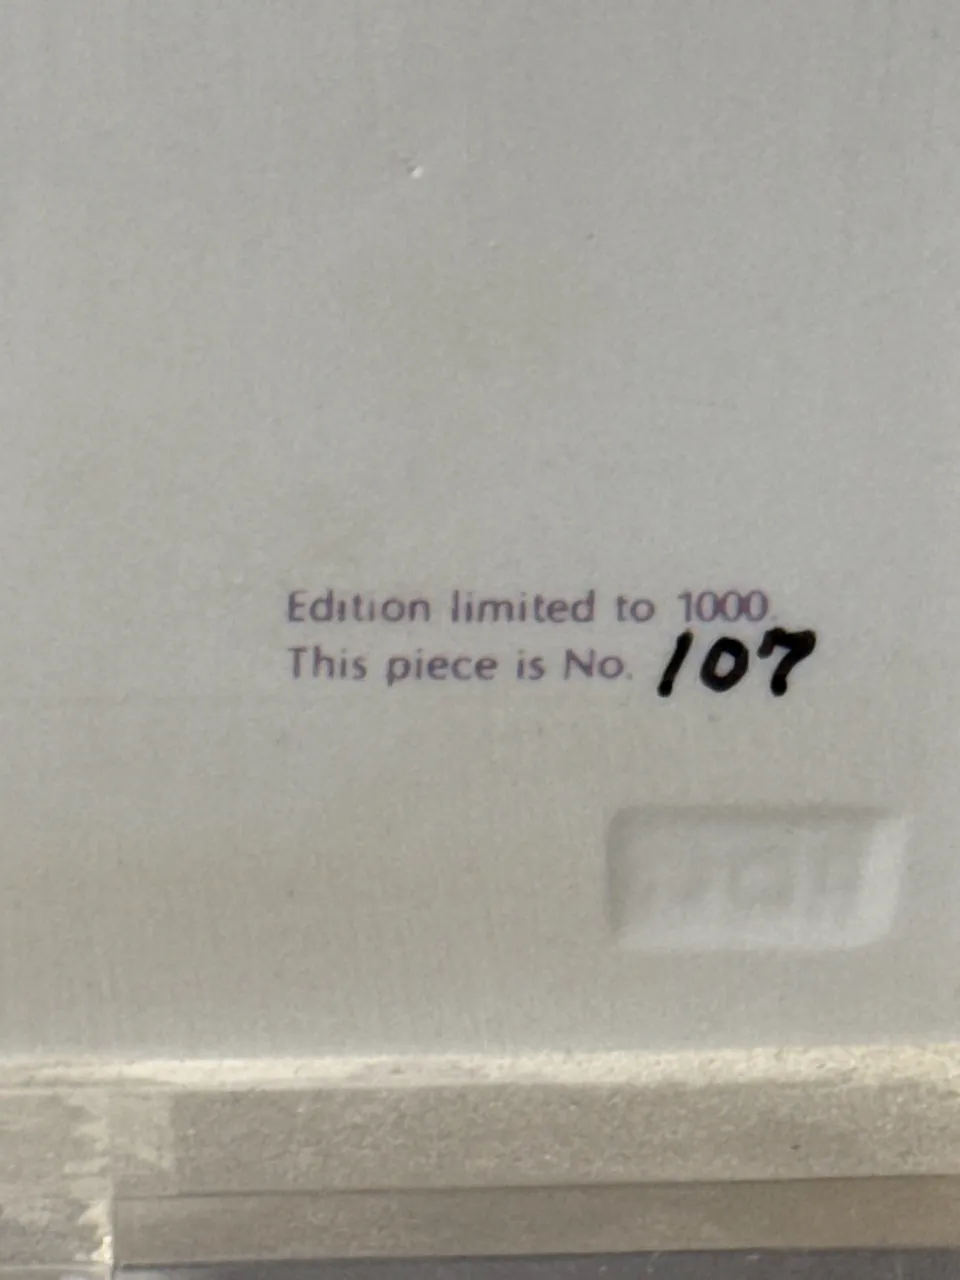 Edition limited to 1000.
This piece is No. 107